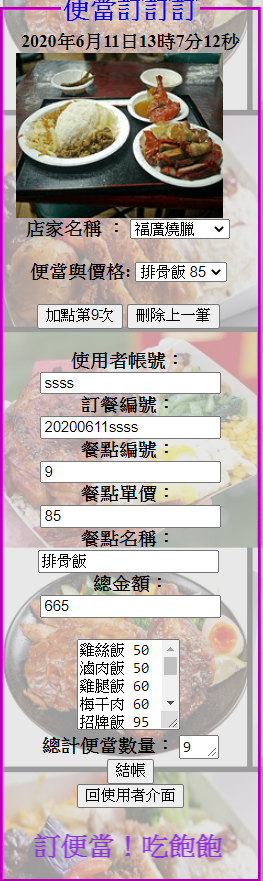 便當訂訂訂
2020年6月11日13時7分12秒
店家名稱 : 福廣燒臘
便當與價格: 排骨飯 85
加點第9次 刪除上一筆
使用者帳號：
ssss
訂餐編號：
20200611ssss
餐點編號：
9
餐點單價：
85
餐點名稱：
排骨飯
總金額：
665
雞絲飯 50
滷肉飯 50
雞腿飯 60
梅干肉 60
招牌飯 95
總計便當數量： 9
結帳
回使用者介面
訂便當！吃飽飽